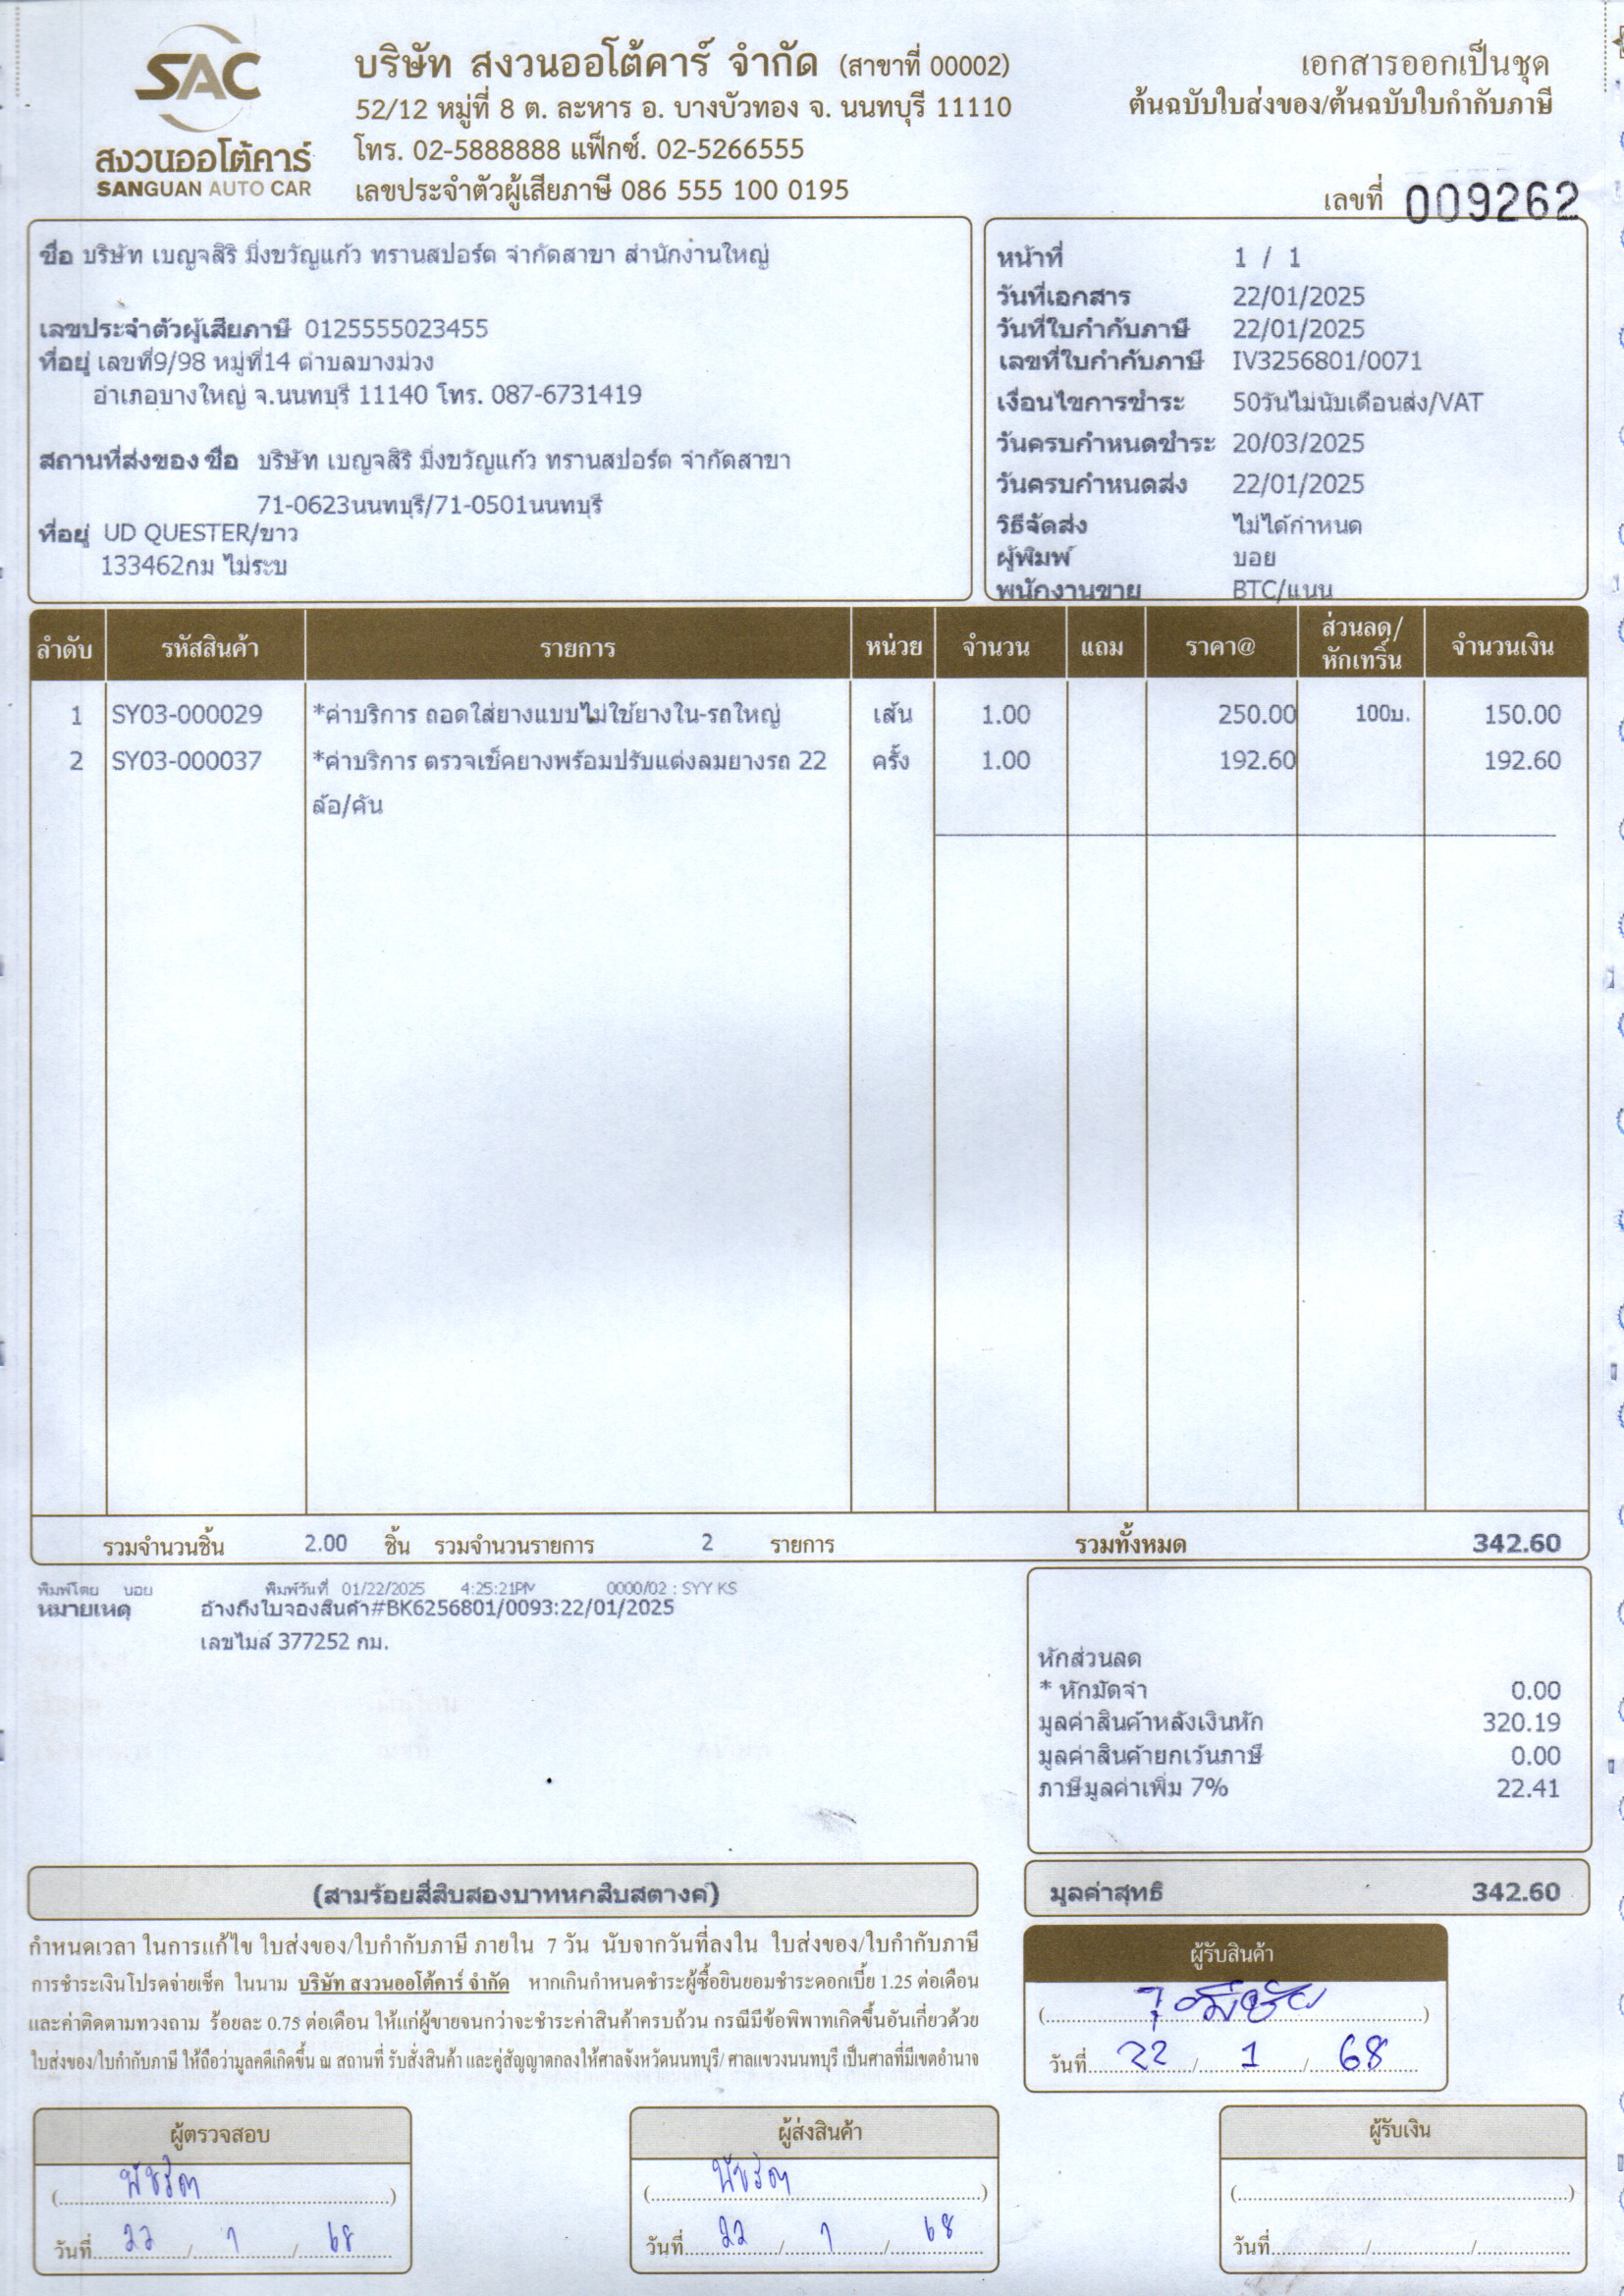 SAC
สงวนออโต้คาร์
SANGUAN AUTO CAR
บริษัท สงวนออโต้คาร์ จำกัด (สาขาที่ 00002)
52/12 หมู่ที่ 8 ต. ละหาร อ. บางบัวทอง จ. นนทบุรี 11110
โทร. 02-5888888 แฟ็กซ์. 02-5266555
เลขประจำตัวผู้เสียภาษี 086 555 100 0195
เอกสารออกเป็นชุด
ต้นฉบับใบส่งของ/ต้นฉบับใบกำกับภาษี
เลขที่ 009262
ชื่อ บริษัท เบญจสิริ มิ่งขวัญแก้ว ทรานสปอร์ต จำกัดสาขา สำนักงานใหญ่
เลขประจำตัวผู้เสียภาษี 0125555023455
ที่อยู่ เลขที่9/98 หมู่ที่14 ตำบลบางม่วง
อำเภอบางใหญ่ จ.นนทบุรี 11140 โทร. 087-6731419
สถานที่ส่งของ ชื่อ บริษัท เบญจสิริ มิ่งขวัญแก้ว ทรานสปอร์ต จำกัดสาขา
71-0623นนทบุรี/71-0501นนทบุรี
ที่อยู่ UD QUESTER/ขาว
133462กม ไม่ระบ
หน้าที่ 1 / 1
วันที่เอกสาร 22/01/2025
วันที่ใบกำกับภาษี 22/01/2025
เลขที่ใบกำกับภาษี IV3256801/0071
เงื่อนไขการชำระ 50วันไม่นับเดือนส่ง/VAT
วันครบกำหนดชำระ 20/03/2025
วันครบกำหนดส่ง 22/01/2025
วิธีจัดส่ง ไม่ได้กำหนด
ผู้พิมพ์ บอย
พนักงานขาย BTC/แนน
ลำดับ รหัสสินค้า รายการ หน่วย จำนวน แถม ราคา@ ส่วนลด/หักเทริ์น จำนวนเงิน
1 SY03-000029 *ค่าบริการ ถอดใส่ยางแบบไม่ใช้ยางใน-รถใหญ่ เส้น 1.00 250.00 100บ. 150.00
2 SY03-000037 *ค่าบริการ ตรวจเช็คยางพร้อมปรับแต่งลมยางรถ 22 ครั้ง 1.00 192.60 192.60
ล้อ/คัน
รวมจำนวนชิ้น 2.00 ชิ้น รวมจำนวนรายการ 2 รายการ รวมทั้งหมด 342.60
พิมพ์โดย บอย พิมพ์วันที่ 01/22/2025 4:25:21PM 0000/02 : SYY KS
หมายเหตุ อ้างถึงใบจองสินค้า#BK6256801/0093:22/01/2025
เลขไมล์ 377252 กม.
หักส่วนลด
* หักมัดจำ 0.00
มูลค่าสินค้าหลังเงินหัก 320.19
มูลค่าสินค้ายกเว้นภาษี 0.00
ภาษีมูลค่าเพิ่ม 7% 22.41
(สามร้อยสี่สิบสองบาทหกสิบสตางค์)
มูลค่าสุทธิ 342.60
กำหนดเวลา ในการแก้ไข ใบส่งของ/ใบกำกับภาษี ภายใน 7 วัน นับจากวันที่ลงใน ใบส่งของ/ใบกำกับภาษี
การชำระเงินโปรดจ่ายเช็ค ในนาม บริษัท สงวนออโต้คาร์ จำกัด หากเกินกำหนดชำระผู้ซื้อยินยอมชำระดอกเบี้ย 1.25 ต่อเดือน
และค่าติดตามทวงถาม ร้อยละ 0.75 ต่อเดือน ให้แก่ผู้ขายจนกว่าจะชำระค่าสินค้าครบถ้วน กรณีมีข้อพิพาทเกิดขึ้นอันเกี่ยวด้วย
ใบส่งของ/ใบกำกับภาษี ให้ถือว่ามูลคดีเกิดขึ้น ณ สถานที่ รับสั่งสินค้า และคู่สัญญาตกลงให้ศาลจังหวัดนนทบุรี/ ศาลแขวงนนทบุรี เป็นศาลที่มีเขตอำนาจ
ผู้รับสินค้า
วันที่ 22 / 1 / 68
ผู้ตรวจสอบ
(พัชรีดา)
วันที่ 22 / 1 / 68
ผู้ส่งสินค้า
(พัชรีดา)
วันที่ 22 / 1 / 68
ผู้รับเงิน
วันที่